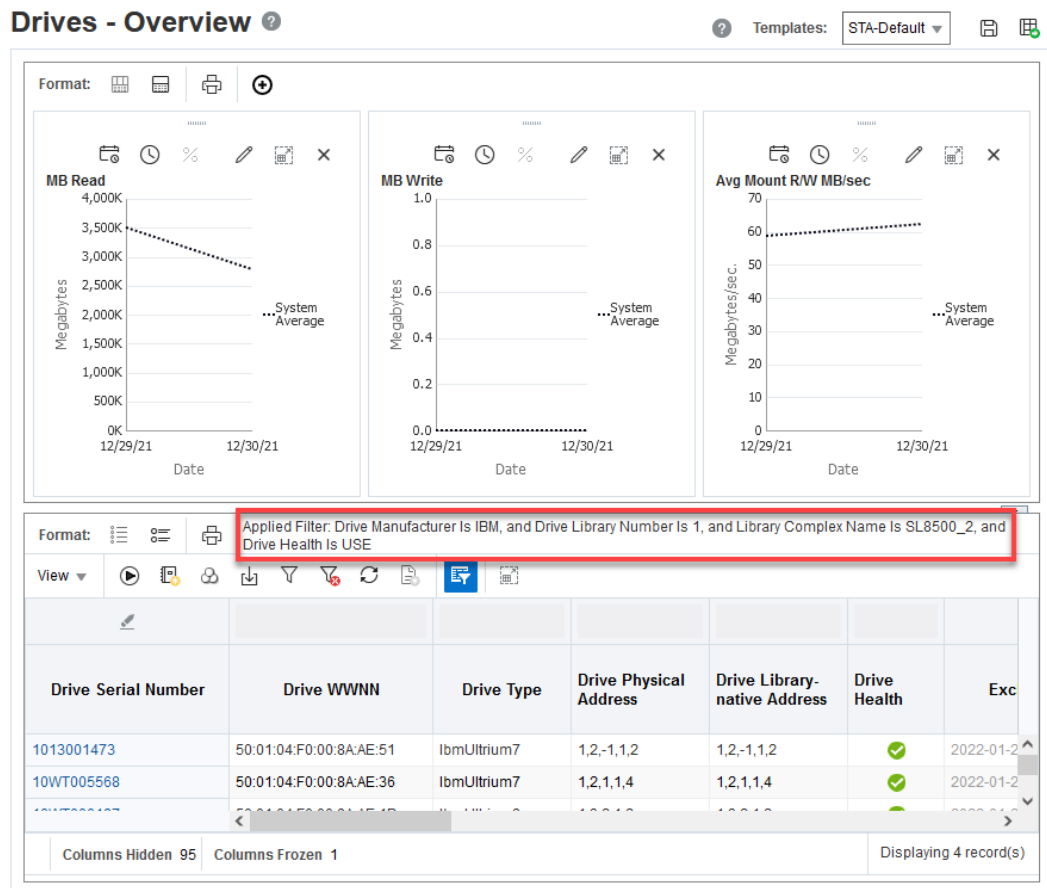 Drives - Overview
Templates: STA-Default
Format:
MB Read
4,000K
3,500K
3,000K
2,500K
2,000K
1,500K
1,000K
500K
0K
Megabytes
12/29/21 12/30/21
Date
System
Average
MB Write
1.0
0.8
0.6
0.4
0.2
0.0
Megabytes
12/29/21 12/30/21
Date
System
Average
Avg Mount R/W MB/sec
70
60
50
40
30
20
10
0
Megabytes/sec.
12/29/21 12/30/21
Date
System
Average
Format:
Applied Filter: Drive Manufacturer Is IBM, and Drive Library Number Is 1, and Library Complex Name Is SL8500_2, and
Drive Health Is USE
View
Drive Serial Number Drive WWNN Drive Type Drive Physical Address Drive Library-native Address Drive Health Exc
1013001473 50:01:04:F0:00:8A:AE:51 IbmUltrium7 1,2,-1,1,2 1,2,-1,1,2 2022-01-2
10WT005568 50:01:04:F0:00:8A:AE:36 IbmUltrium7 1,2,1,1,4 1,2,1,1,4 2022-01-2
Columns Hidden 95 Columns Frozen 1 Displaying 4 record(s)